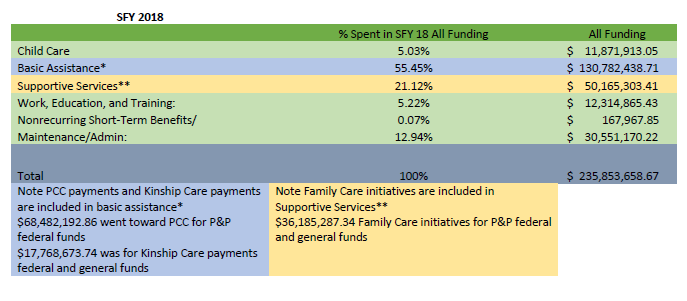 SFY 2018
% Spent in SFY 18 All Funding All Funding
Child Care 5.03% $ 11,871,913.05
Basic Assistance* 55.45% $ 130,782,438.71
Supportive Services** 21.12% $ 50,165,303.41
Work, Education, and Training: 5.22% $ 12,314,865.43
Nonrecurring Short-Term Benefits/ 0.07% $ 167,967.85
Maintenance/Admin: 12.94% $ 30,551,170.22
Total 100% $ 235,853,658.67
Note PCC payments and Kinship Care payments
are included in basic assistance*
$68,482,192.86 went toward PCC for P&P
federal funds
$17,768,673.74 was for Kinship Care payments
federal and general funds
Note Family Care initiatives are included in
Supportive Services**
$36,185,287.34 Family Care initiatives for P&P federal
and general funds